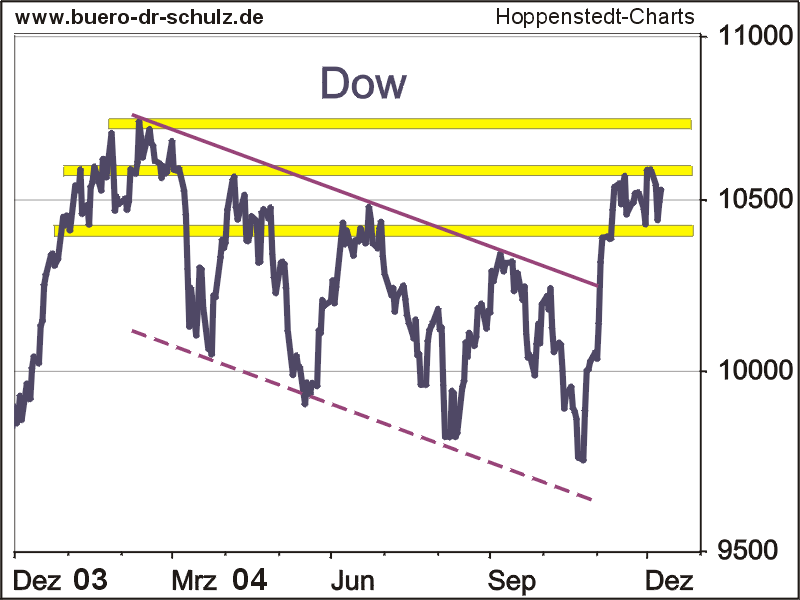 www.buero-dr-schulz.de Hoppenstedt-Charts
Dow
11000
10500
10000
9500
Dez 03 Mrz 04 Jun Sep Dez